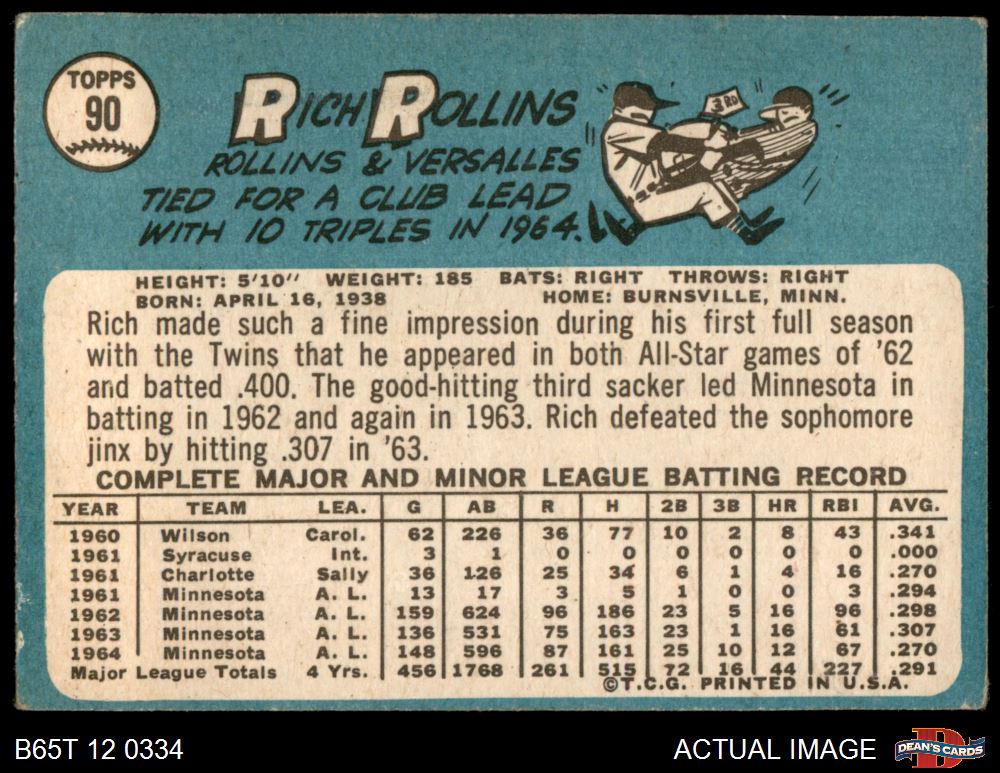 TOPPS
90
RICH ROLLINS
ROLLINS & VERSALLES
TIED FOR A CLUB LEAD
WITH 10 TRIPLES IN 1964.
3RD
HEIGHT: 5'10" WEIGHT: 185 BATS: RIGHT THROWS: RIGHT
BORN: APRIL 16, 1938 HOME: BURNSVILLE, MINN.
Rich made such a fine impression during his first full season
with the Twins that he appeared in both All-Star games of '62
and batted .400. The good-hitting third sacker led Minnesota in
batting in 1962 and again in 1963. Rich defeated the sophomore
jinx by hitting .307 in '63.
COMPLETE MAJOR AND MINOR LEAGUE BATTING RECORD
YEAR TEAM LEA. G AB R H 2B 3B HR RBI AVG.
1960 Wilson Carol. 62 226 36 77 10 2 8 43 .341
1961 Syracuse Int. 3 1 0 0 0 0 0 0 .000
1961 Charlotte Sally 36 126 25 34 6 1 4 16 .270
1961 Minnesota A. L. 13 17 3 5 1 0 0 3 .294
1962 Minnesota A. L. 159 624 96 186 23 5 16 96 .298
1963 Minnesota A. L. 136 531 75 163 23 1 16 61 .307
1964 Minnesota A. L. 148 596 87 161 25 10 12 67 .270
Major League Totals 4 Yrs. 456 1768 261 515 72 16 44 227 .291
©T.C.G. PRINTED IN U.S.A.
B65T 12 0334 ACTUAL IMAGE
DEAN'S CARDS